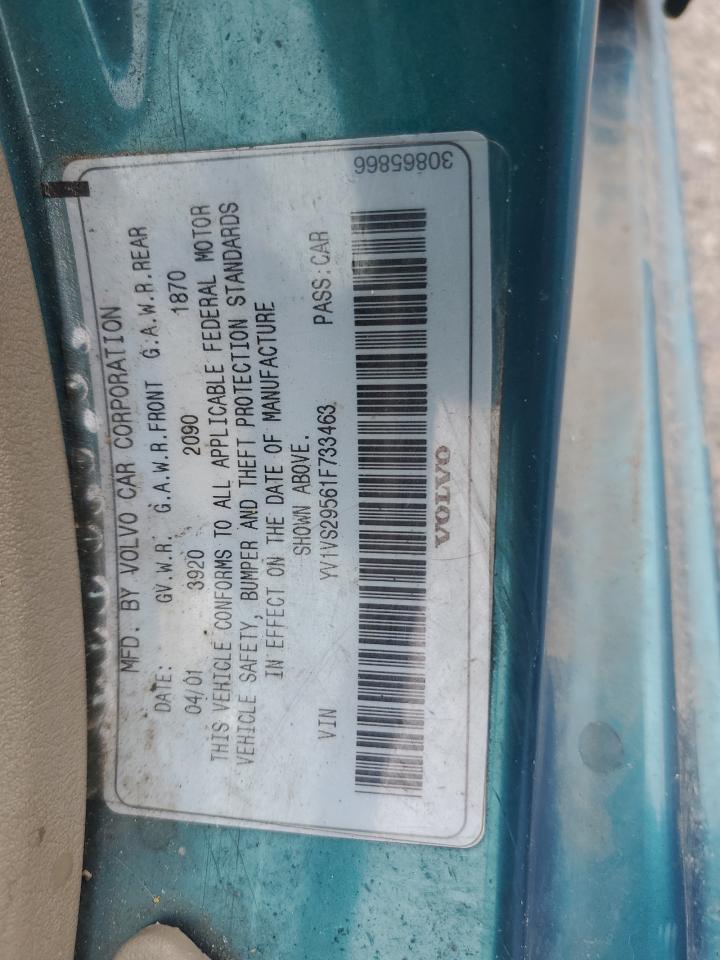 MFD. BY VOLVO CAR CORPORATION
DATE: GV.W.R. G.A.W.R.FRONT G.A.W.R.REAR
04/01 3920 2090 1870
THIS VEHICLE CONFORMS TO ALL APPLICABLE FEDERAL MOTOR
VEHICLE SAFETY, BUMPER AND THEFT PROTECTION STANDARDS
IN EFFECT ON THE DATE OF MANUFACTURE
SHOWN ABOVE.
VIN YV1VS29561F733463 PASS:CAR
VOLVO
30865866